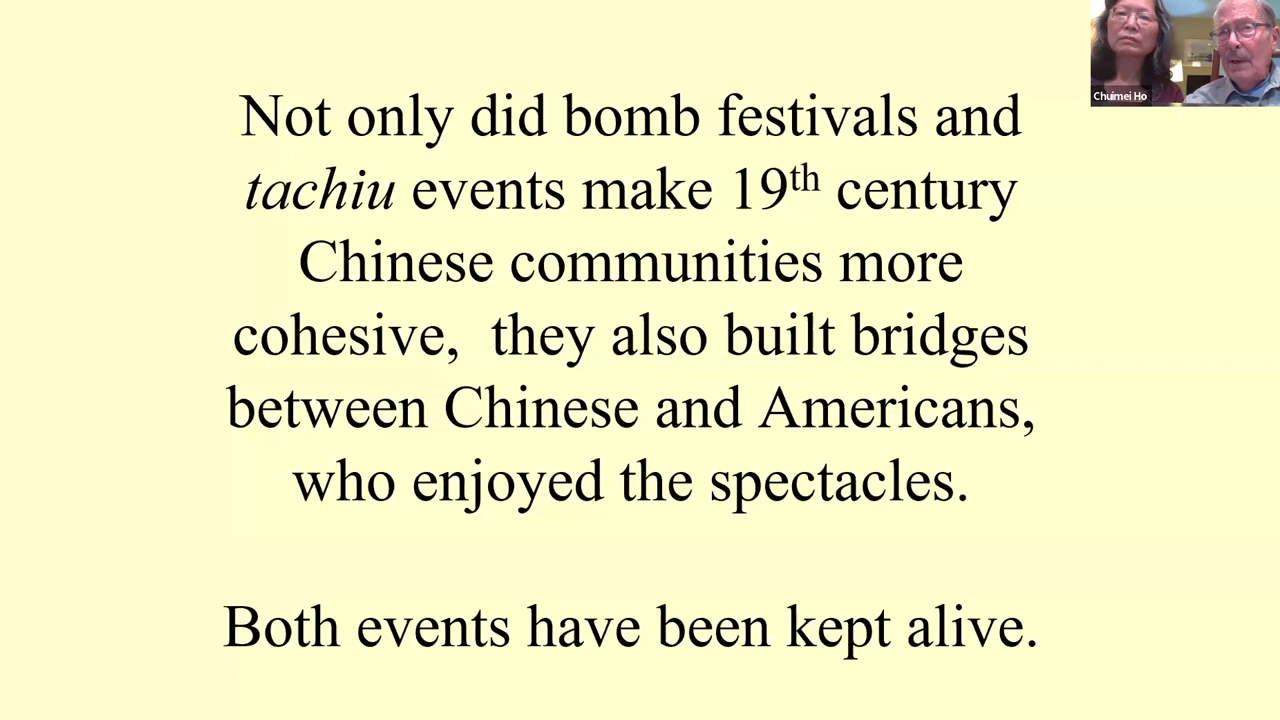 Not only did bomb festivals and
tachiu events make 19th century
Chinese communities more
cohesive,  they also built bridges
between Chinese and Americans,
who enjoyed the spectacles.
Both events have been kept alive.
Chuimei Ho